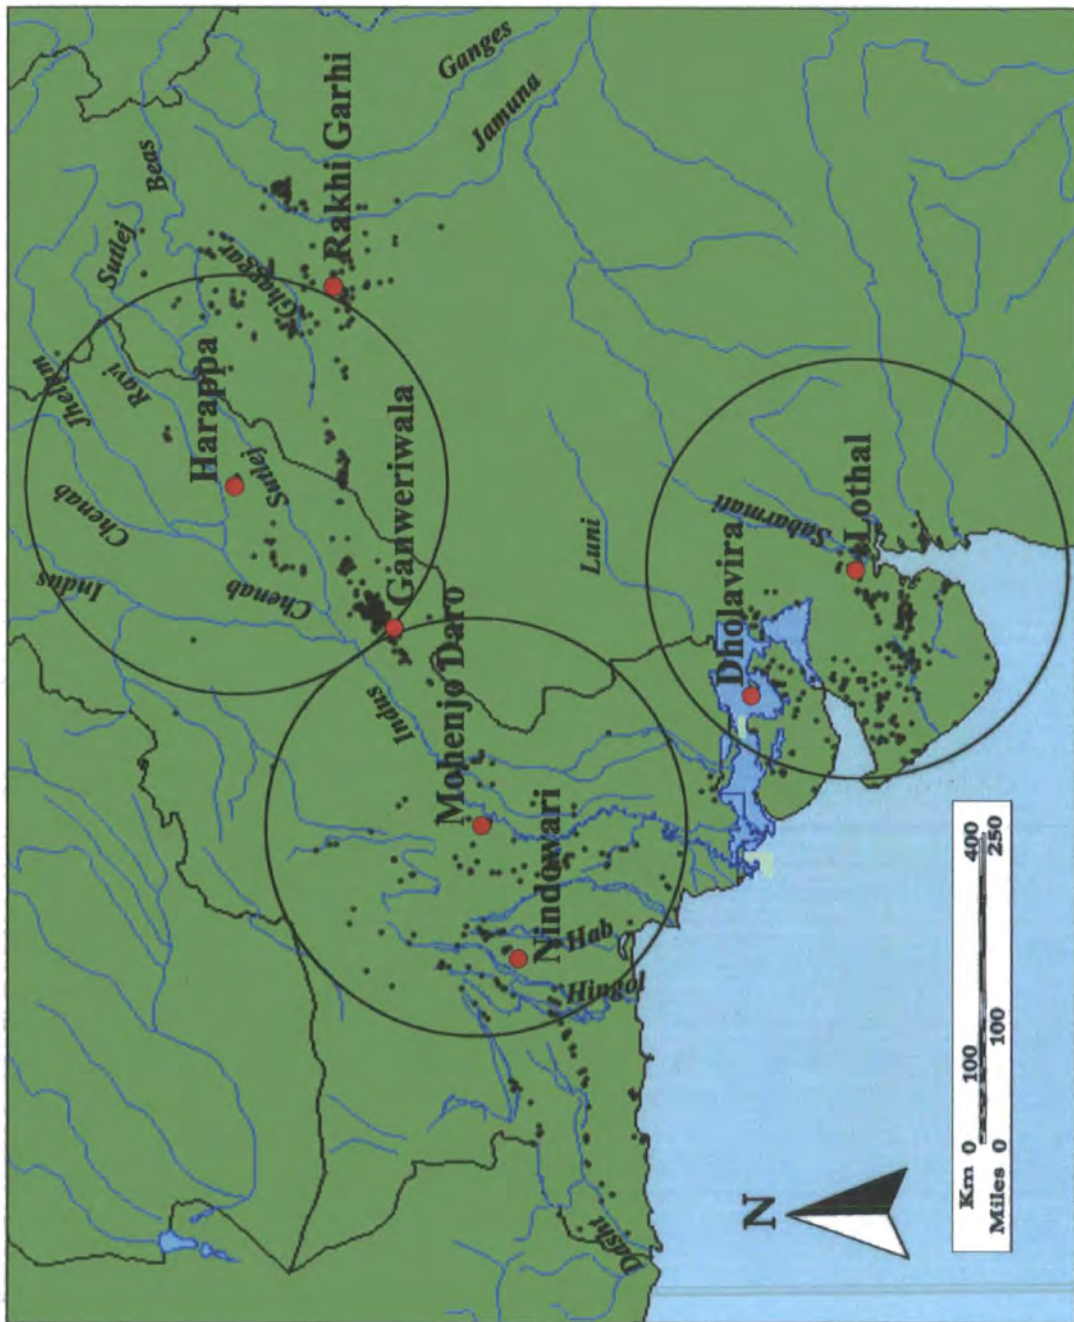 Ganges
Jamuna
Beas
Sutlej
Ghaggar
Rakhi Garhi
Jhelum
Ravi
Harappa
Sutlej
Chenab
Indus
Chenab
Ganweriwala
Indus
Mohenjo Daro
Nindowari
Hab
Hingol
Dasht
Luni
Dholavira
Sabarmati
Lothal
N
Km 0 100 400
Miles 0 100 250